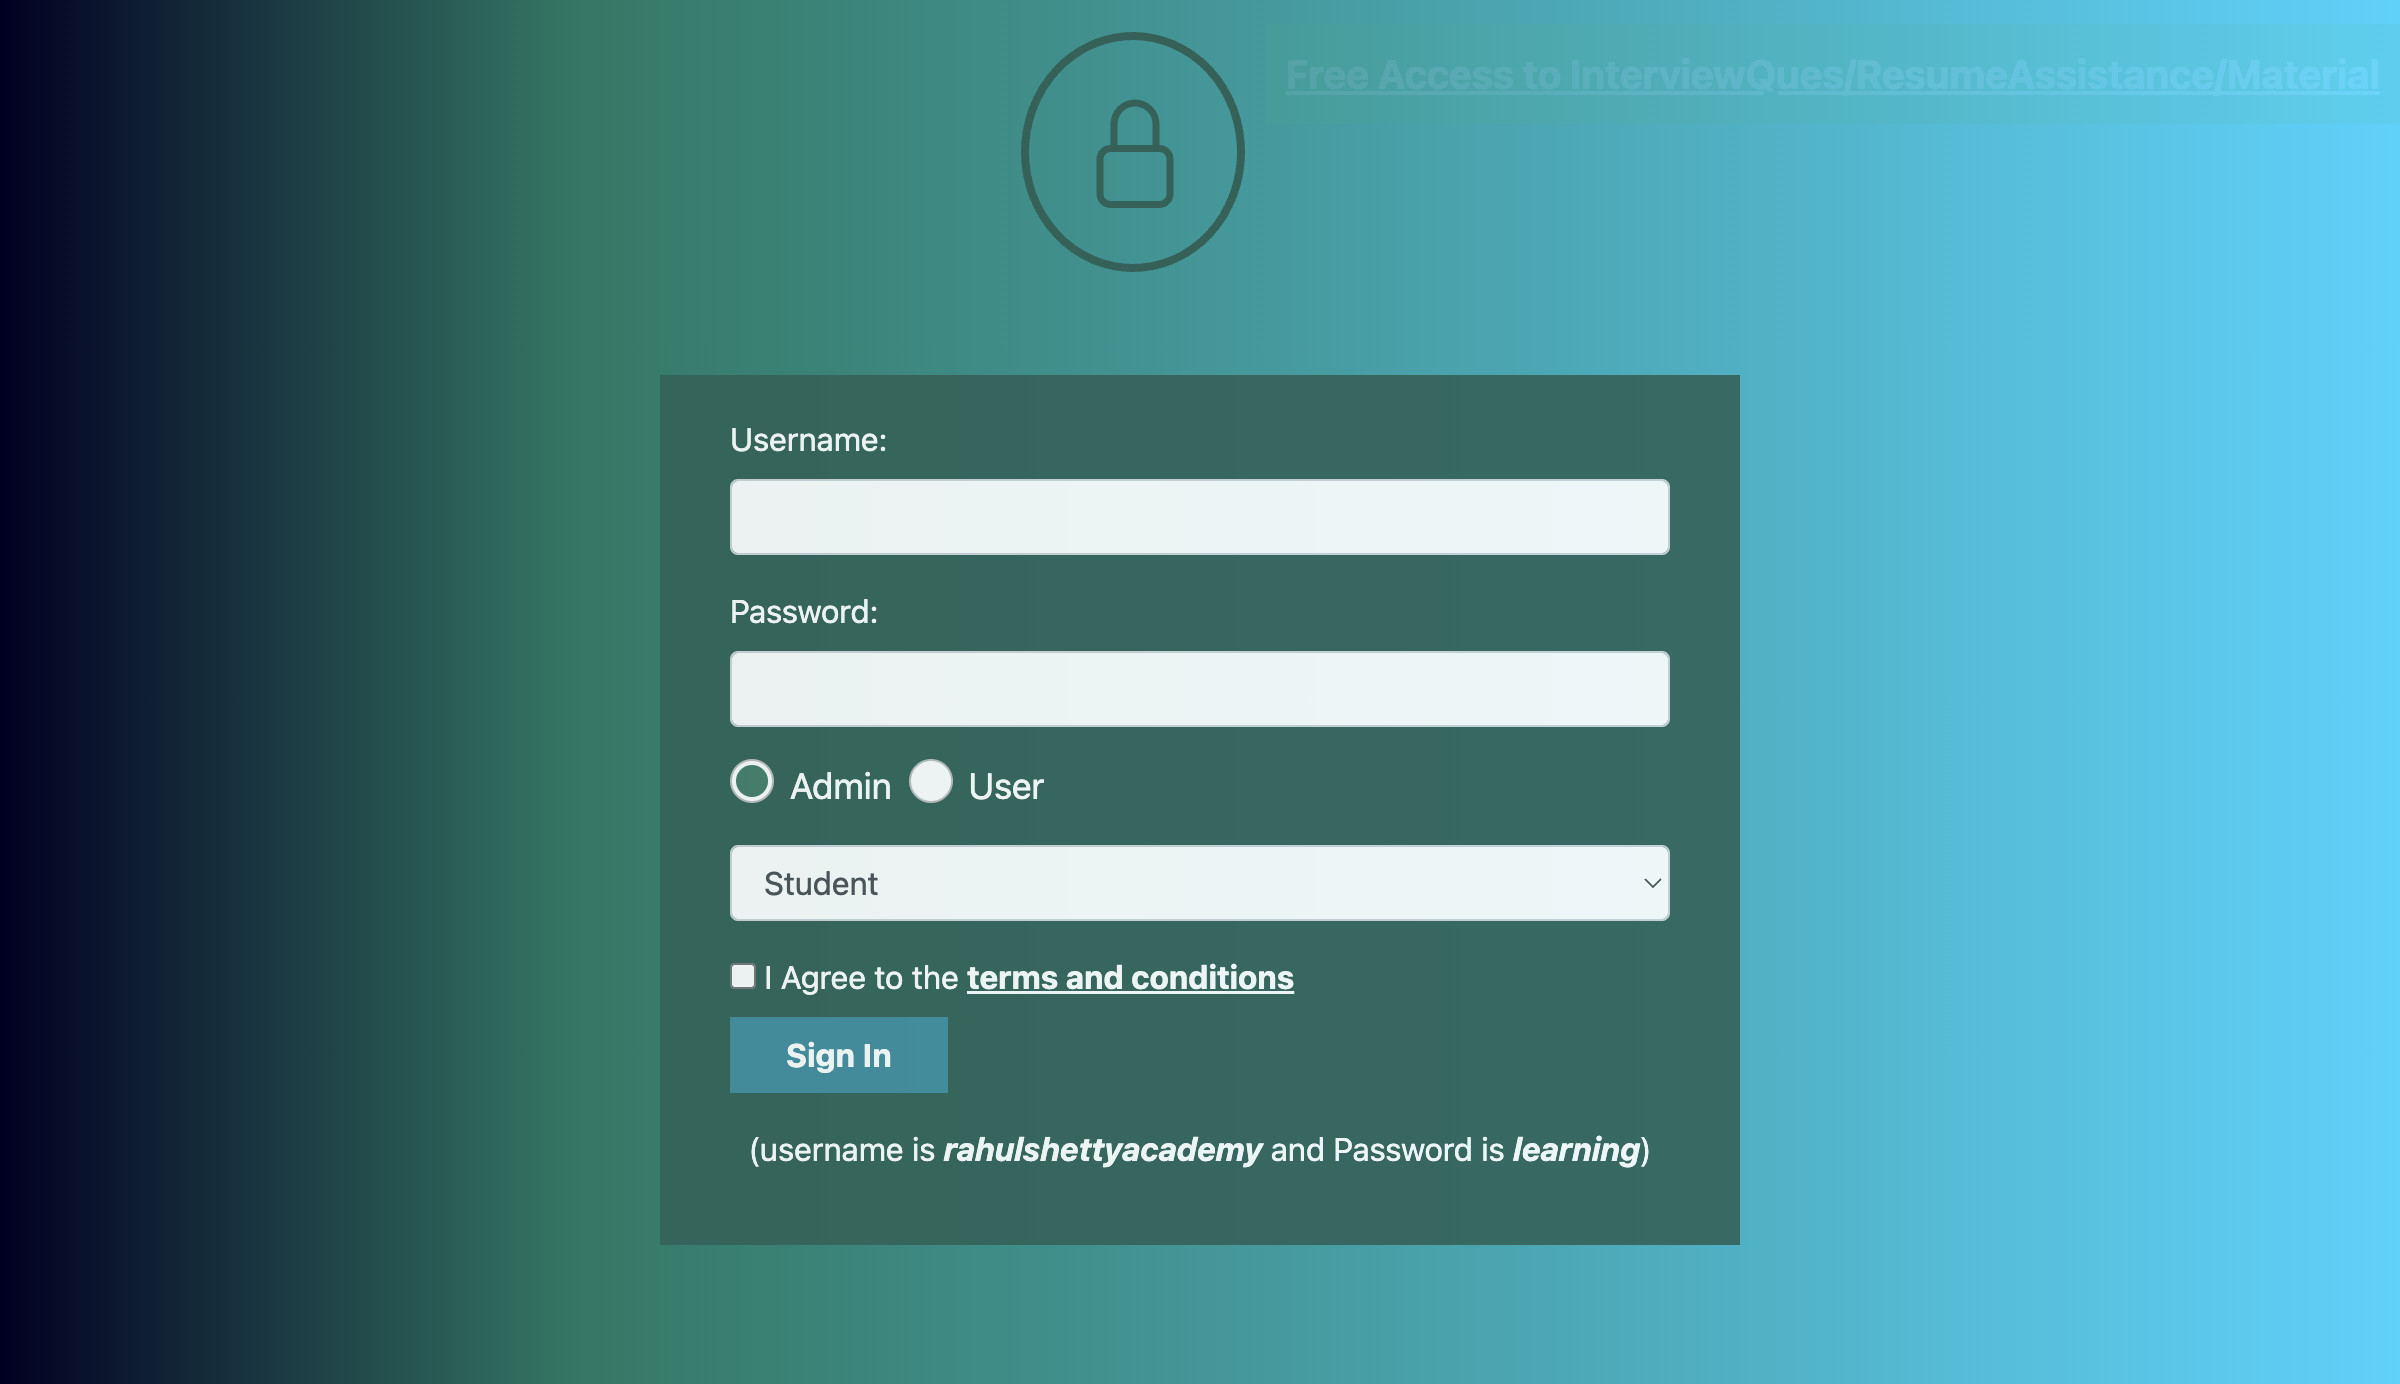 Free Access to InterviewQues/ResumeAssistance/Material
Username:
Password:
Admin User
Student
I Agree to the terms and conditions
Sign In
(username is rahulshettyacademy and Password is learning)